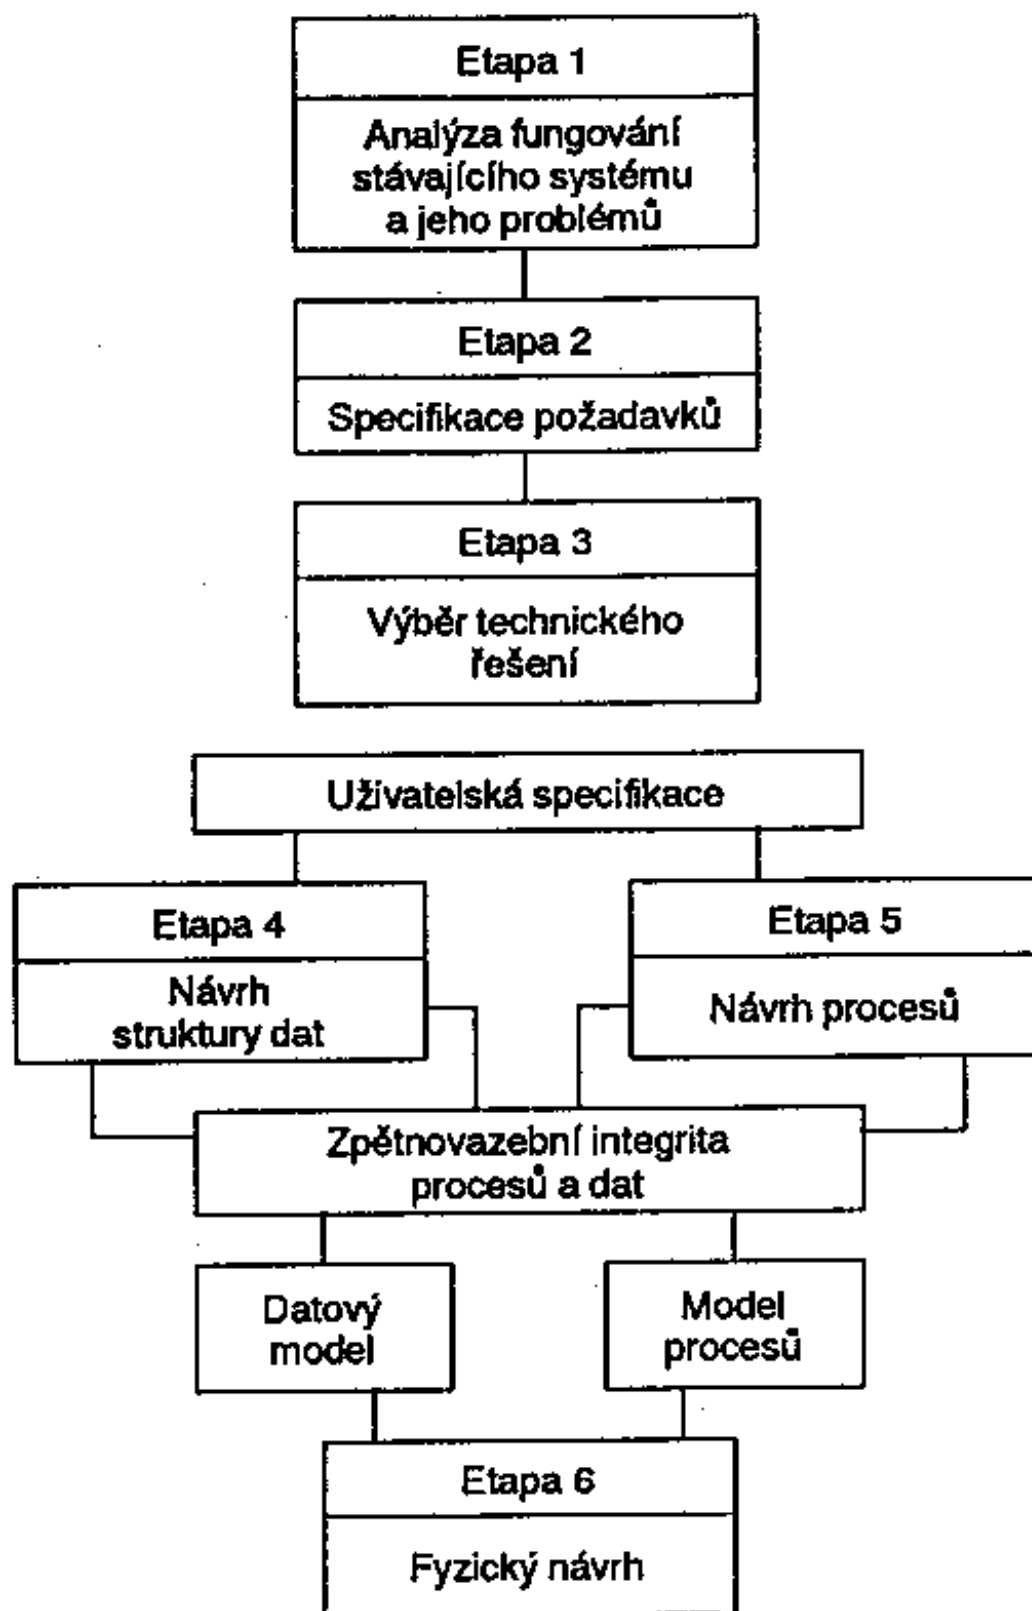 Etapa 1
Analýza fungování
stávajícího systému
a jeho problémů
Etapa 2
Specifikace požadavků
Etapa 3
Výběr technického
řešení
Uživatelská specifikace
Etapa 4
Návrh
struktury dat
Etapa 5
Návrh procesů
Zpětnovazební integrita
procesů a dat
Datový
model
Model
procesů
Etapa 6
Fyzický návrh